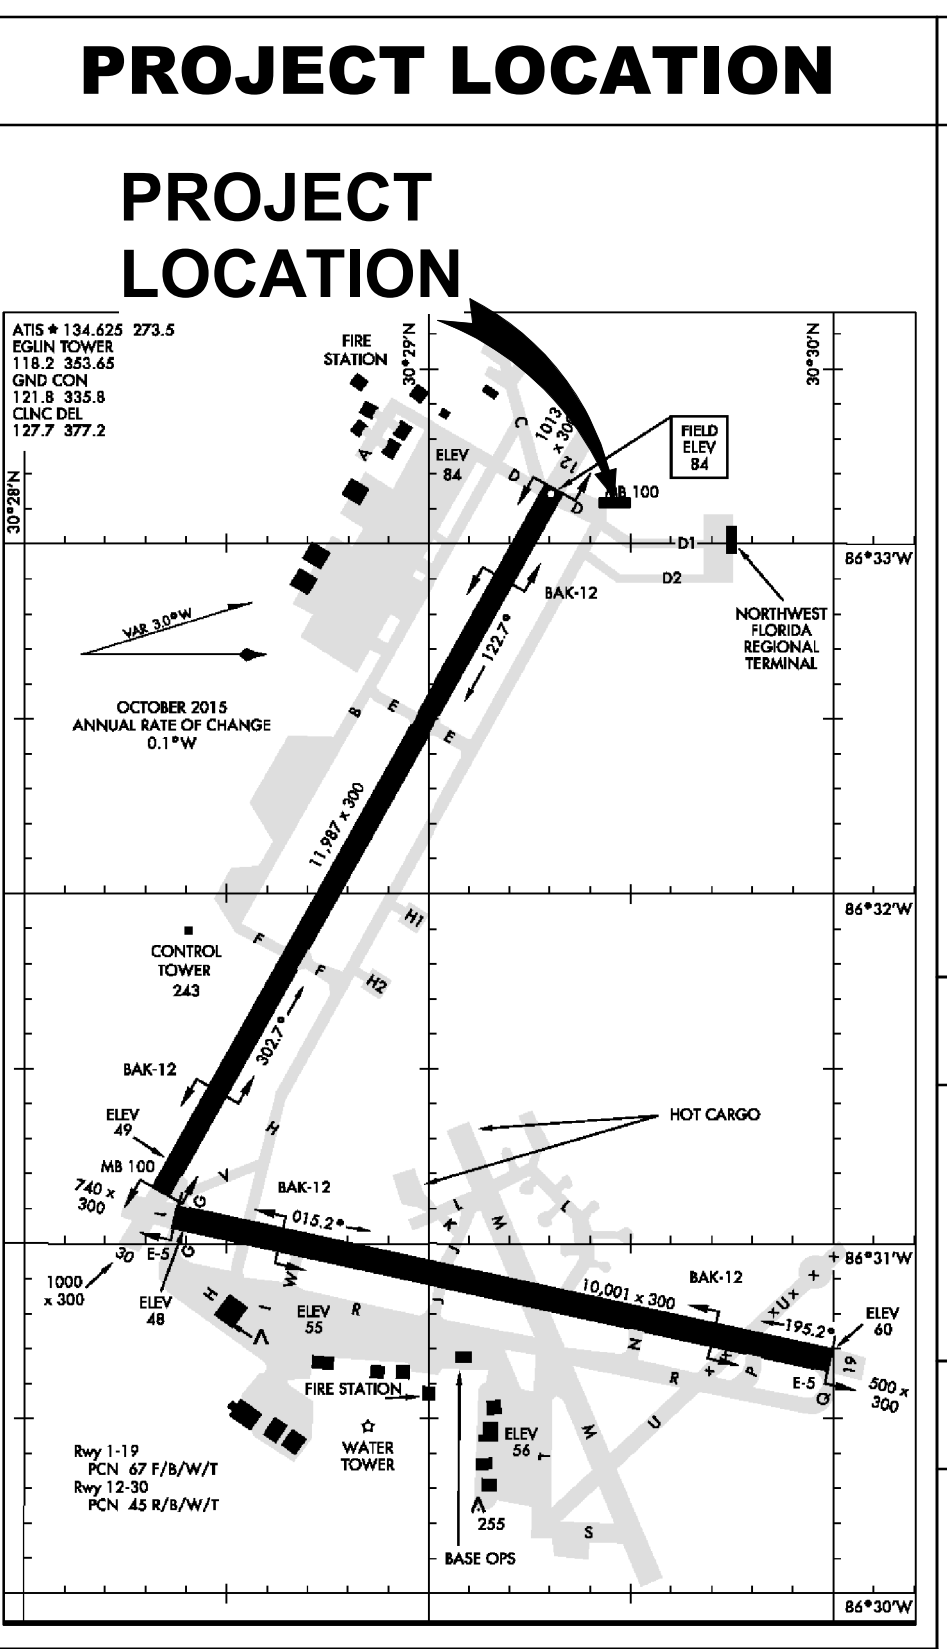 PROJECT LOCATION
PROJECT
LOCATION
ATIS ★ 134.625 273.5
EGLIN TOWER
118.2 353.65
GND CON
121.8 335.8
CLNC DEL
127.7 377.2
FIRE
STATION
30°29'N
30°30'N
30°28'N
C
1013
x 300
12
FIELD
ELEV
84
A
ELEV
84
D
D
MB 100
D1
D2
86°33'W
BAK-12
NORTHWEST
FLORIDA
REGIONAL
TERMINAL
VAR 3.0°W
122.7°
OCTOBER 2015
ANNUAL RATE OF CHANGE
0.1°W
B
E
E
11,987 x 300
86°32'W
H1
F
F
H2
CONTROL
TOWER
243
302.7°
BAK-12
ELEV
49
H
HOT CARGO
MB 100
V
740 x
300
G
BAK-12
015.2°
L
K
J
M
L
I
30
E-5
G
86°31'W
1000
x 300
ELEV
48
W
H
I
ELEV
55
R
J
10,001 x 300
BAK-12
U
195.2°
ELEV
60
N
R
P
19
E-5
Q
500 x
300
FIRE STATION
WATER
TOWER
ELEV
56
T
M
U
Rwy 1-19
PCN 67 F/B/W/T
Rwy 12-30
PCN 45 R/B/W/T
255
S
BASE OPS
86°30'W